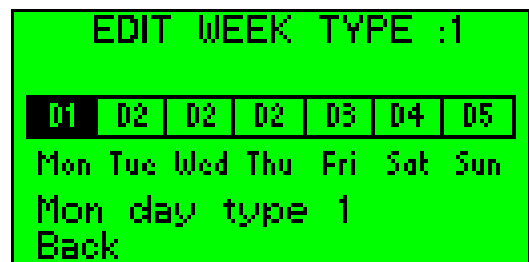 EDIT WEEK TYPE :1
D1 D2 D2 D2 D3 D4 D5
Mon Tue Wed Thu Fri Sat Sun
Mon day type 1
Back